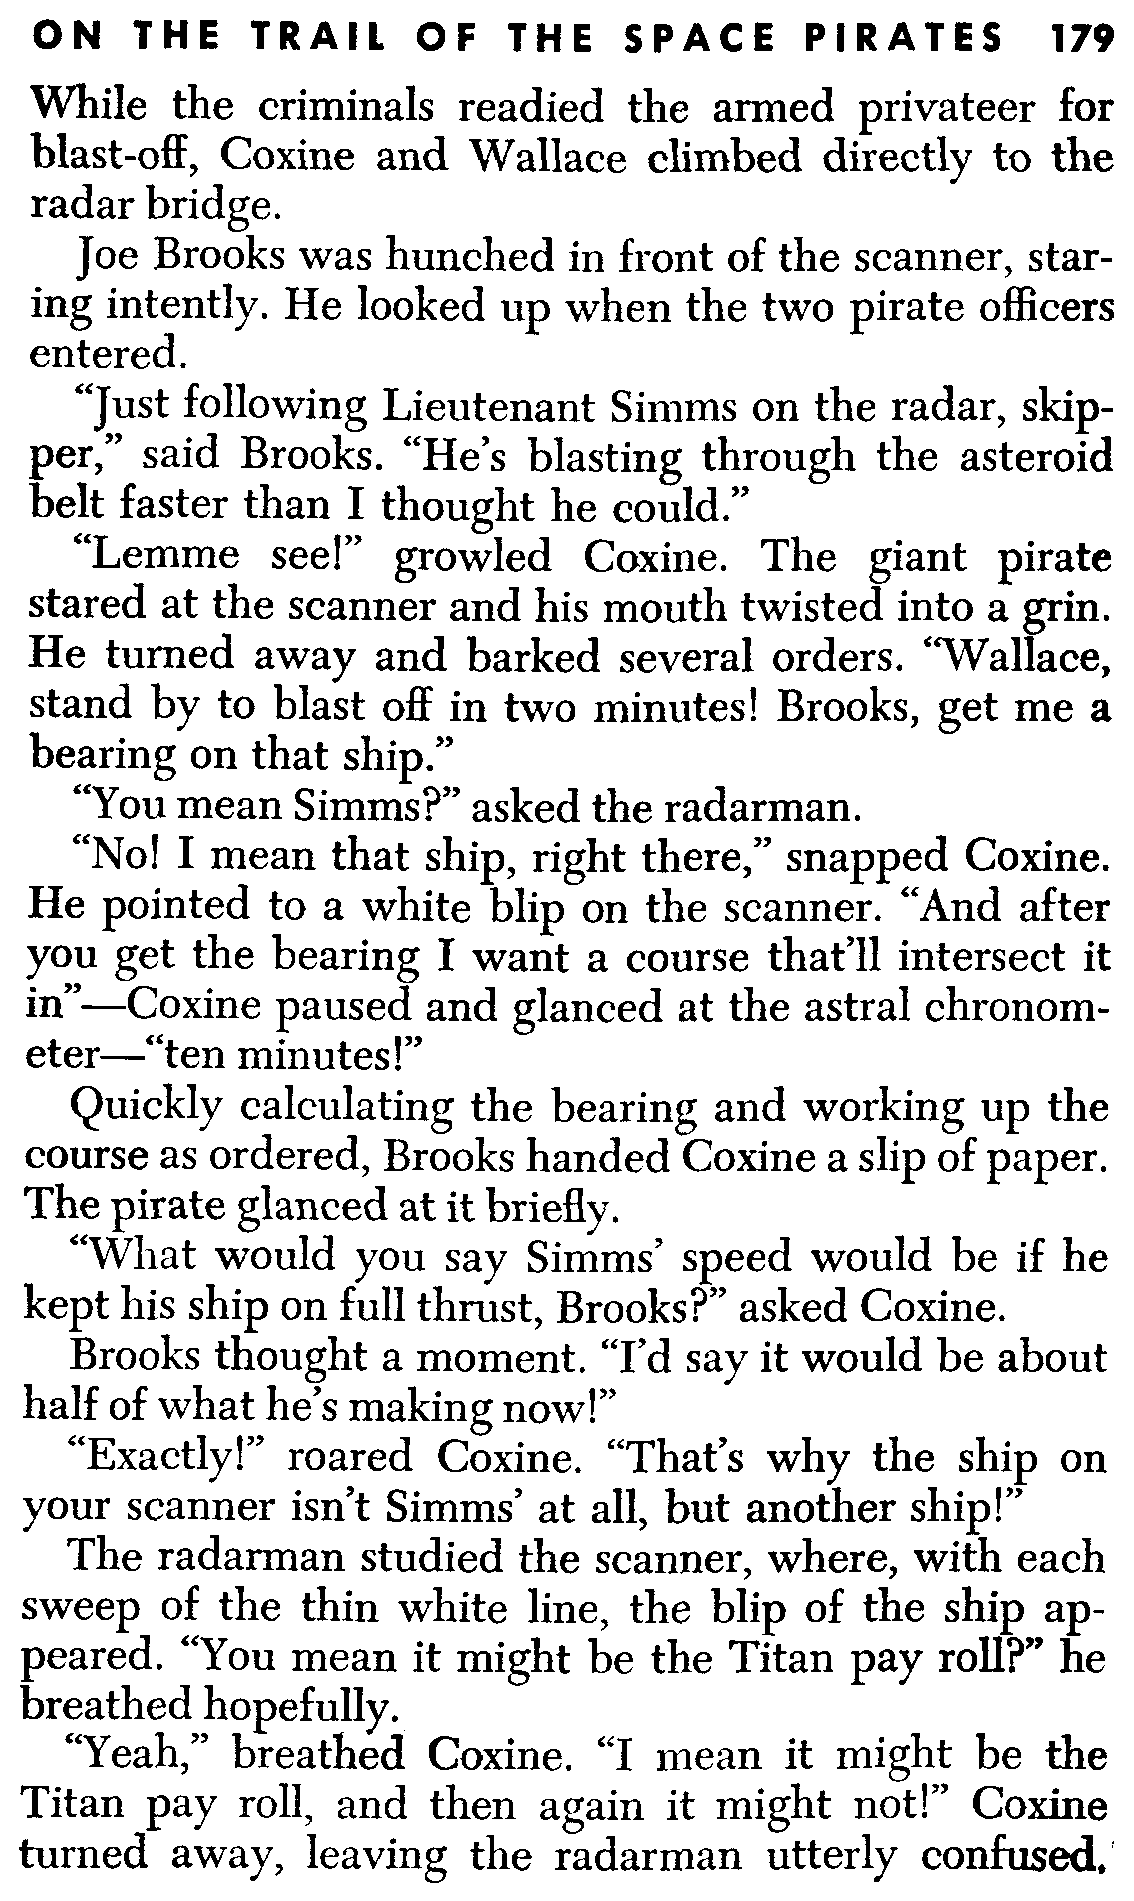 ON THE TRAIL OF THE SPACE PIRATES 179
While the criminals readied the armed privateer for
blast-off, Coxine and Wallace climbed directly to the
radar bridge.
Joe Brooks was hunched in front of the scanner, star-
ing intently. He looked up when the two pirate officers
entered.
“Just following Lieutenant Simms on the radar, skip-
per,” said Brooks. “He’s blasting through the asteroid
belt faster than I thought he could.”
“Lemme see!” growled Coxine. The giant pirate
stared at the scanner and his mouth twisted into a grin.
He turned away and barked several orders. “Wallace,
stand by to blast off in two minutes! Brooks, get me a
bearing on that ship.”
“You mean Simms?” asked the radarman.
“No! I mean that ship, right there,” snapped Coxine.
He pointed to a white blip on the scanner. “And after
you get the bearing I want a course that’ll intersect it
in”—Coxine paused and glanced at the astral chronom-
eter—“ten minutes!”
Quickly calculating the bearing and working up the
course as ordered, Brooks handed Coxine a slip of paper.
The pirate glanced at it briefly.
“What would you say Simms’ speed would be if he
kept his ship on full thrust, Brooks?” asked Coxine.
Brooks thought a moment. “I’d say it would be about
half of what he’s making now!”
“Exactly!” roared Coxine. “That’s why the ship on
your scanner isn’t Simms’ at all, but another ship!”
The radarman studied the scanner, where, with each
sweep of the thin white line, the blip of the ship ap-
peared. “You mean it might be the Titan pay roll?” he
breathed hopefully.
“Yeah,” breathed Coxine. “I mean it might be the
Titan pay roll, and then again it might not!” Coxine
turned away, leaving the radarman utterly confused.